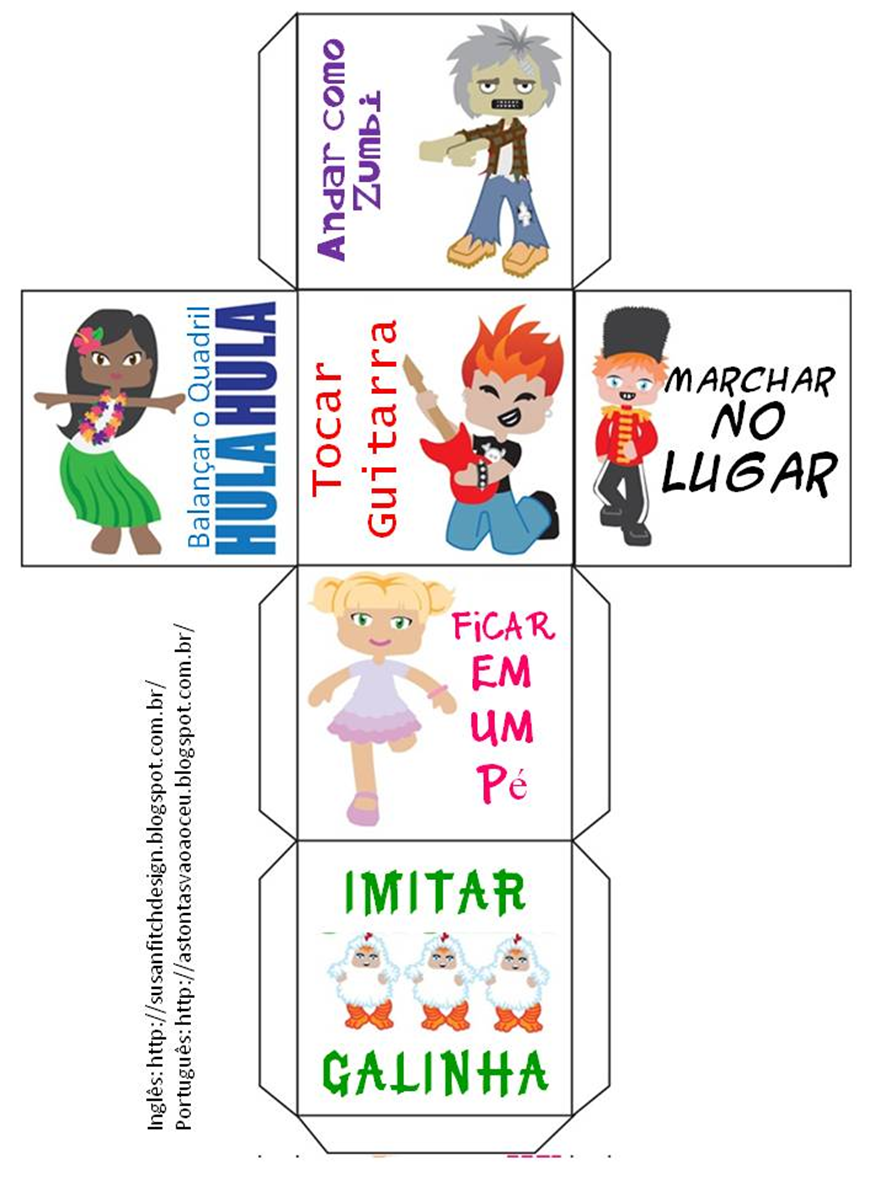 Andar como
Zumbi
Balançar o Quadril
HULA HULA
Tocar
Guitarra
MARCHAR
NO
LUGAR
FiCAR
EM
UM
Pé
IMITAR
GALINHA
Inglês: http://susanfitchdesign.blogspot.com.br/
Português: http://astontasvaoaoceu.blogspot.com.br/